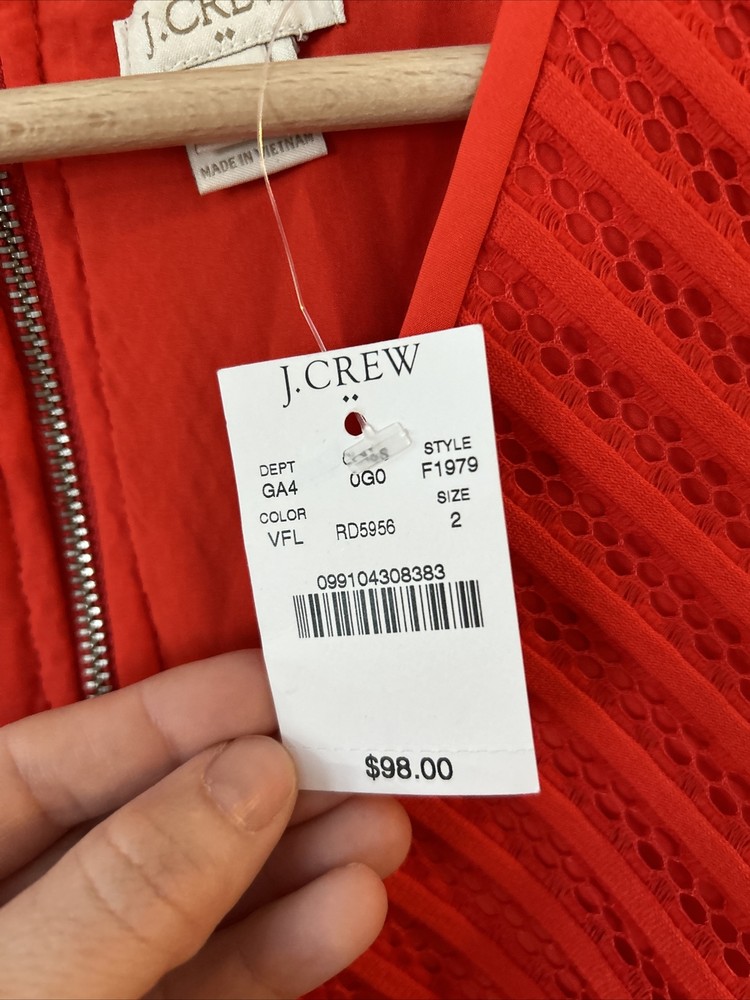 J.CREW
MADE IN VIETNAM
J.CREW
DEPT STYLE
GA4 0G0 F1979
COLOR SIZE
VFL RD5956 2
099104308383
$98.00